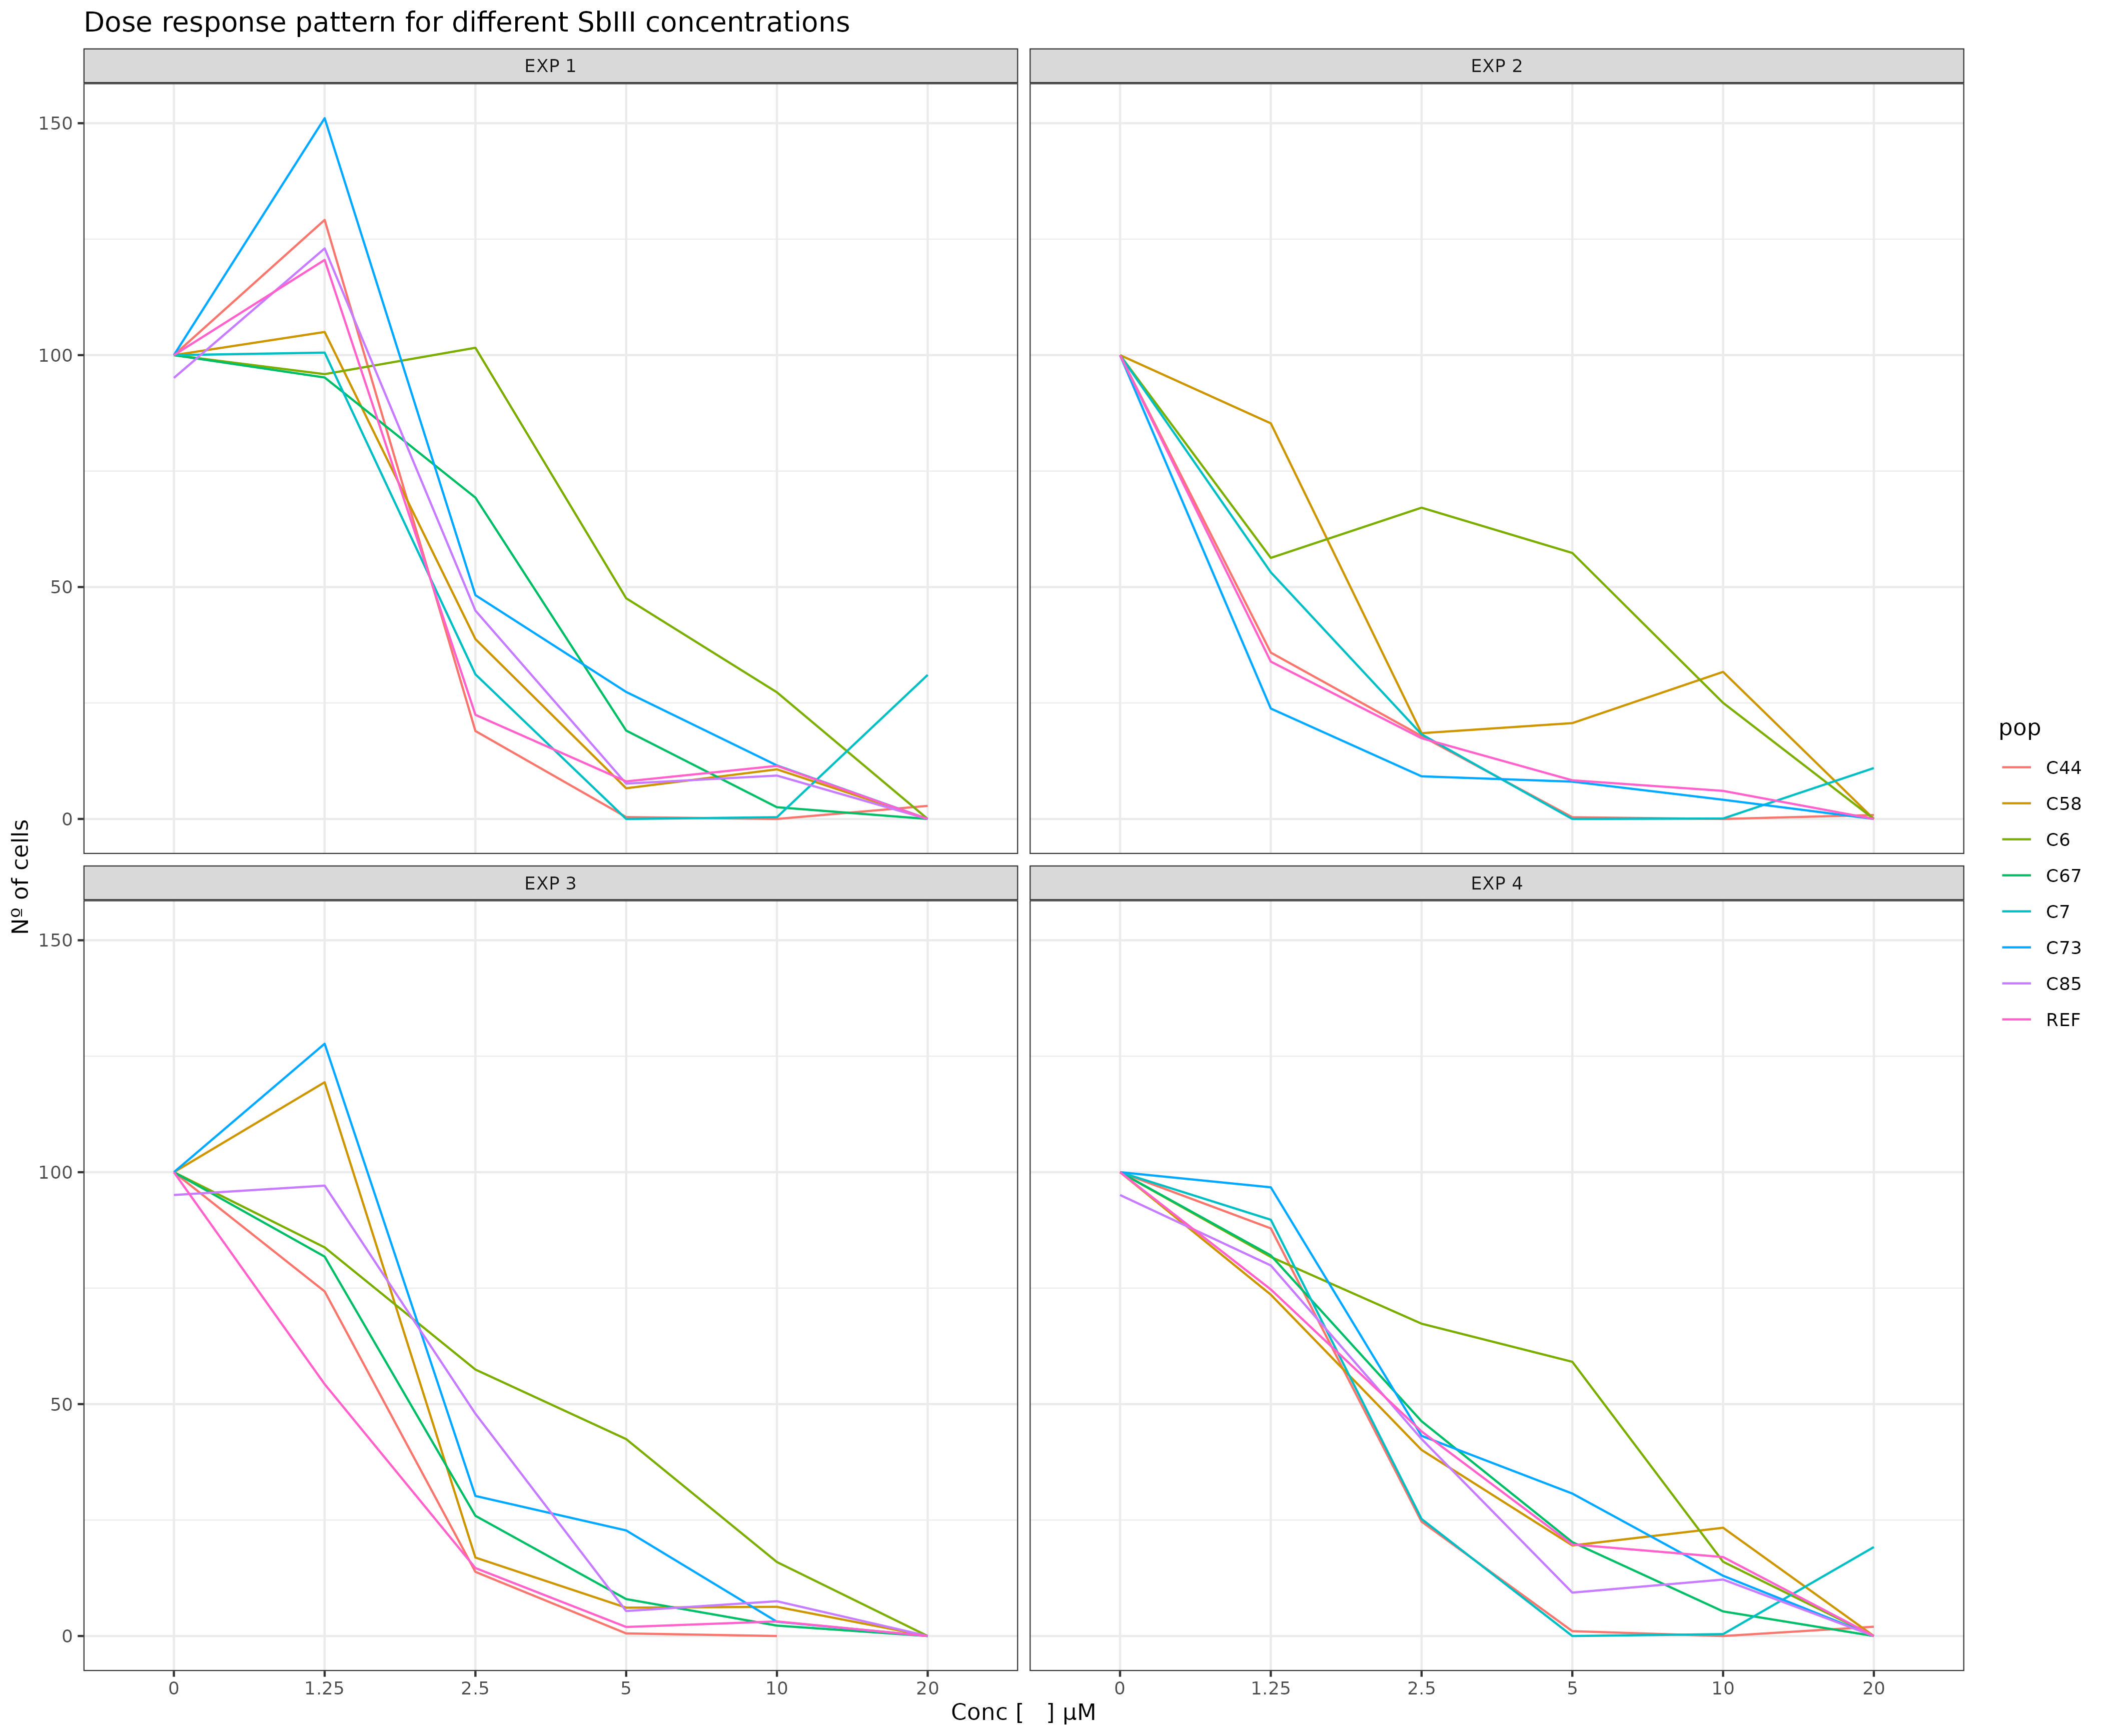 Dose response pattern for different SbIII concentrations
EXP 1
EXP 2
150
100
50
0
EXP 3
EXP 4
150
100
50
0
0 1.25 2.5 5 10 20
0 1.25 2.5 5 10 20
Conc [ ] µM
Nº of cells
pop
C44
C58
C6
C67
C7
C73
C85
REF